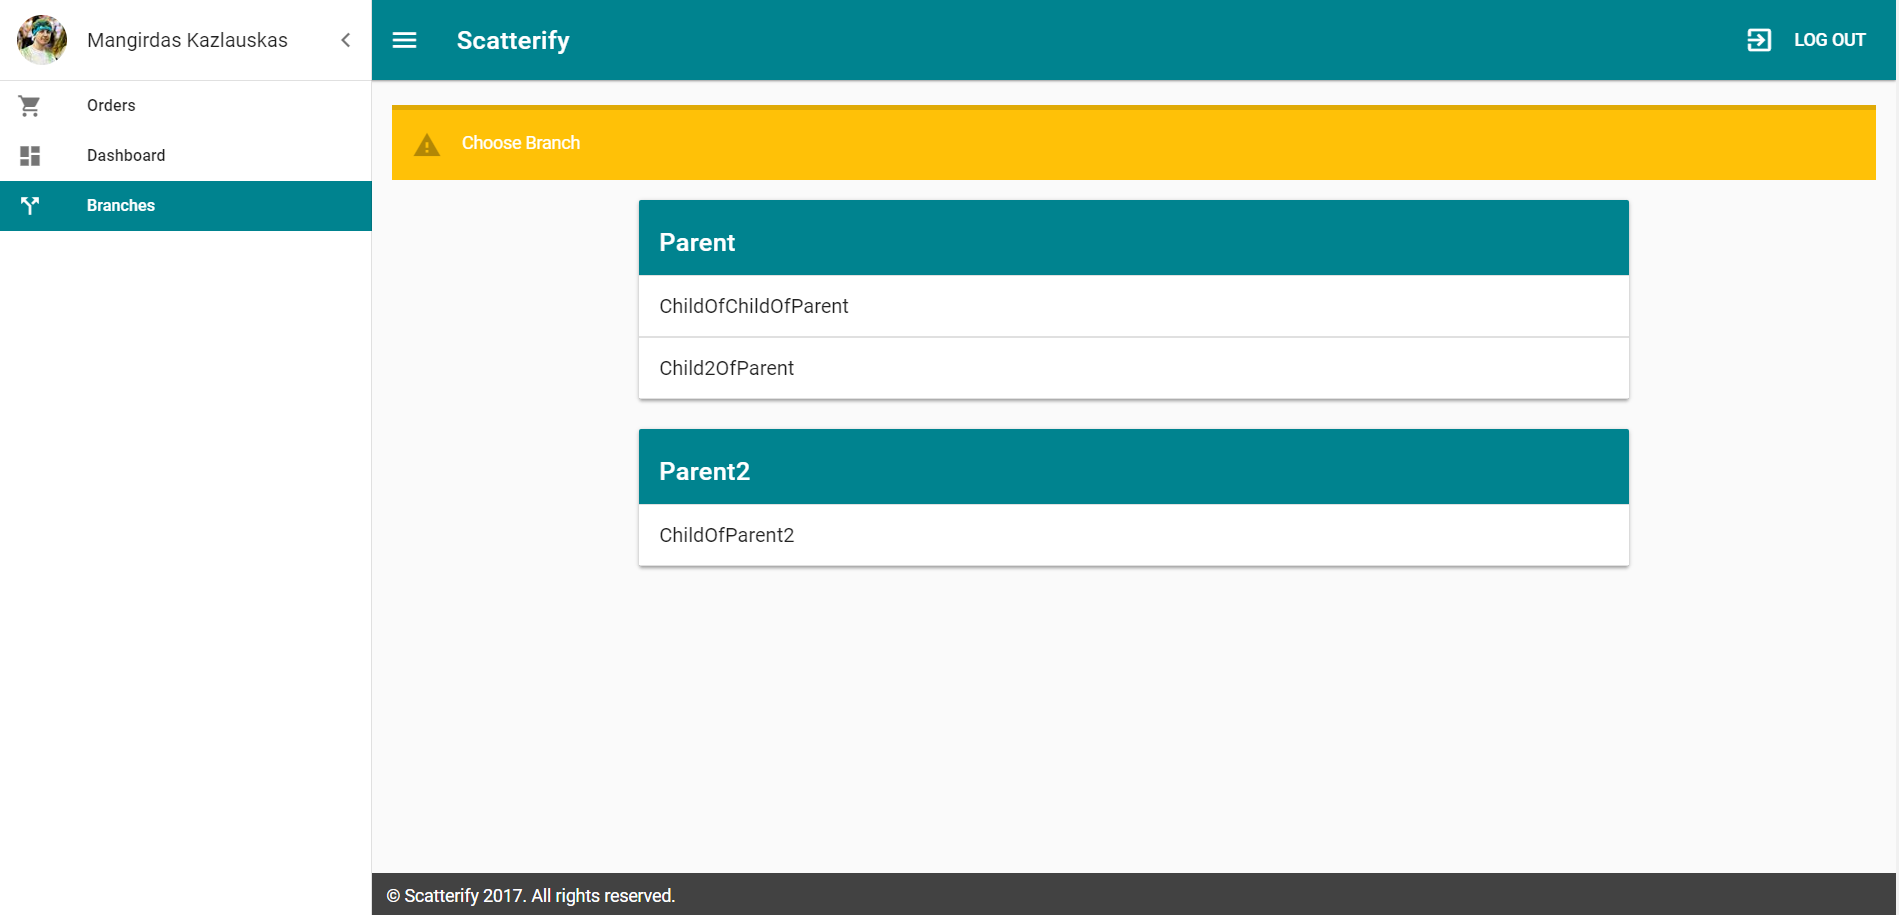 Mangirdas Kazlauskas
Scatterify
LOG OUT
Orders
Dashboard
Branches
Choose Branch
Parent
ChildOfChildOfParent
Child2OfParent
Parent2
ChildOfParent2
© Scatterify 2017. All rights reserved.